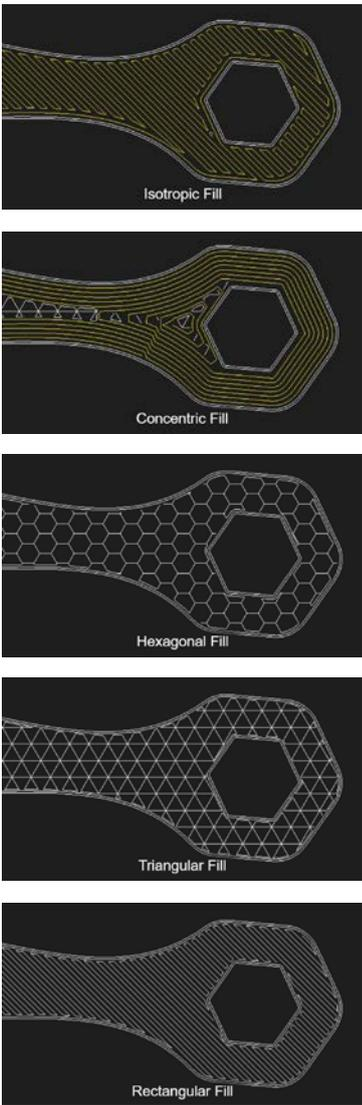 Isotropic Fill
Concentric Fill
Hexagonal Fill
Triangular Fill
Rectangular Fill